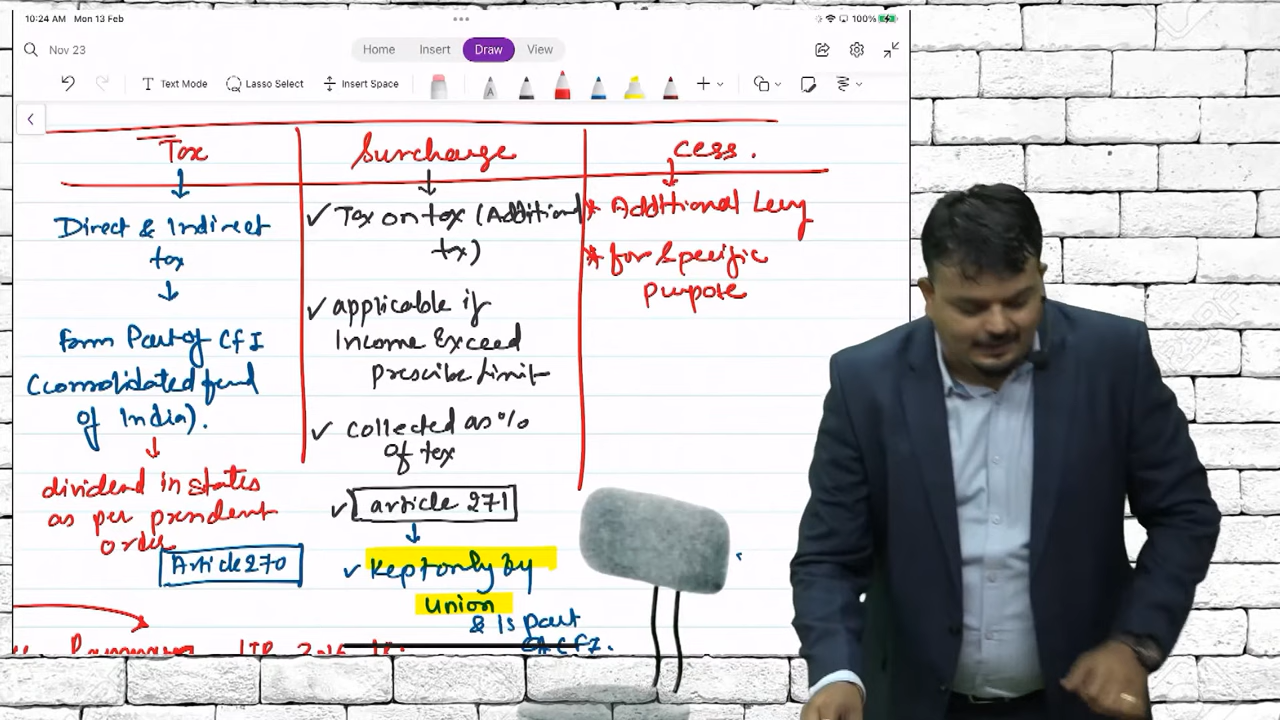 10:24 AM Mon 13 Feb
100%
Nov 23
Home Insert Draw View
Text Mode
Lasso Select
Insert Space
Tax
Direct & Indirect
tax
form Part of CFI
(Consolidated fund
of India).
dividend in states
as per president
order
Article 270
Surcharge
Tax on tax (Additional
tax)
applicable if
Income Exceed
prescribe limit
collected as %
of tax
article 271
Kept only By
union
& Is part
of CFI.
cess.
* Additional Levy
* for Specific
purpose